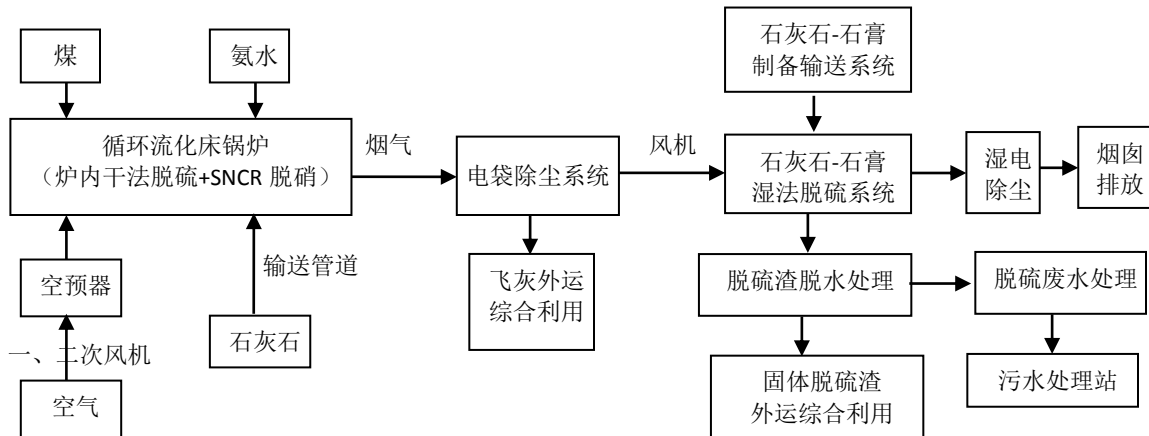 煤
氨水
石灰石-石膏
制备输送系统
循环流化床锅炉
（炉内干法脱硫+SNCR 脱硝）
烟气
电袋除尘系统
风机
石灰石-石膏
湿法脱硫系统
湿电
除尘
烟囱
排放
空预器
输送管道
飞灰外运
综合利用
脱硫渣脱水处理
脱硫废水处理
石灰石
一、二次风机
空气
固体脱硫渣
外运综合利用
污水处理站